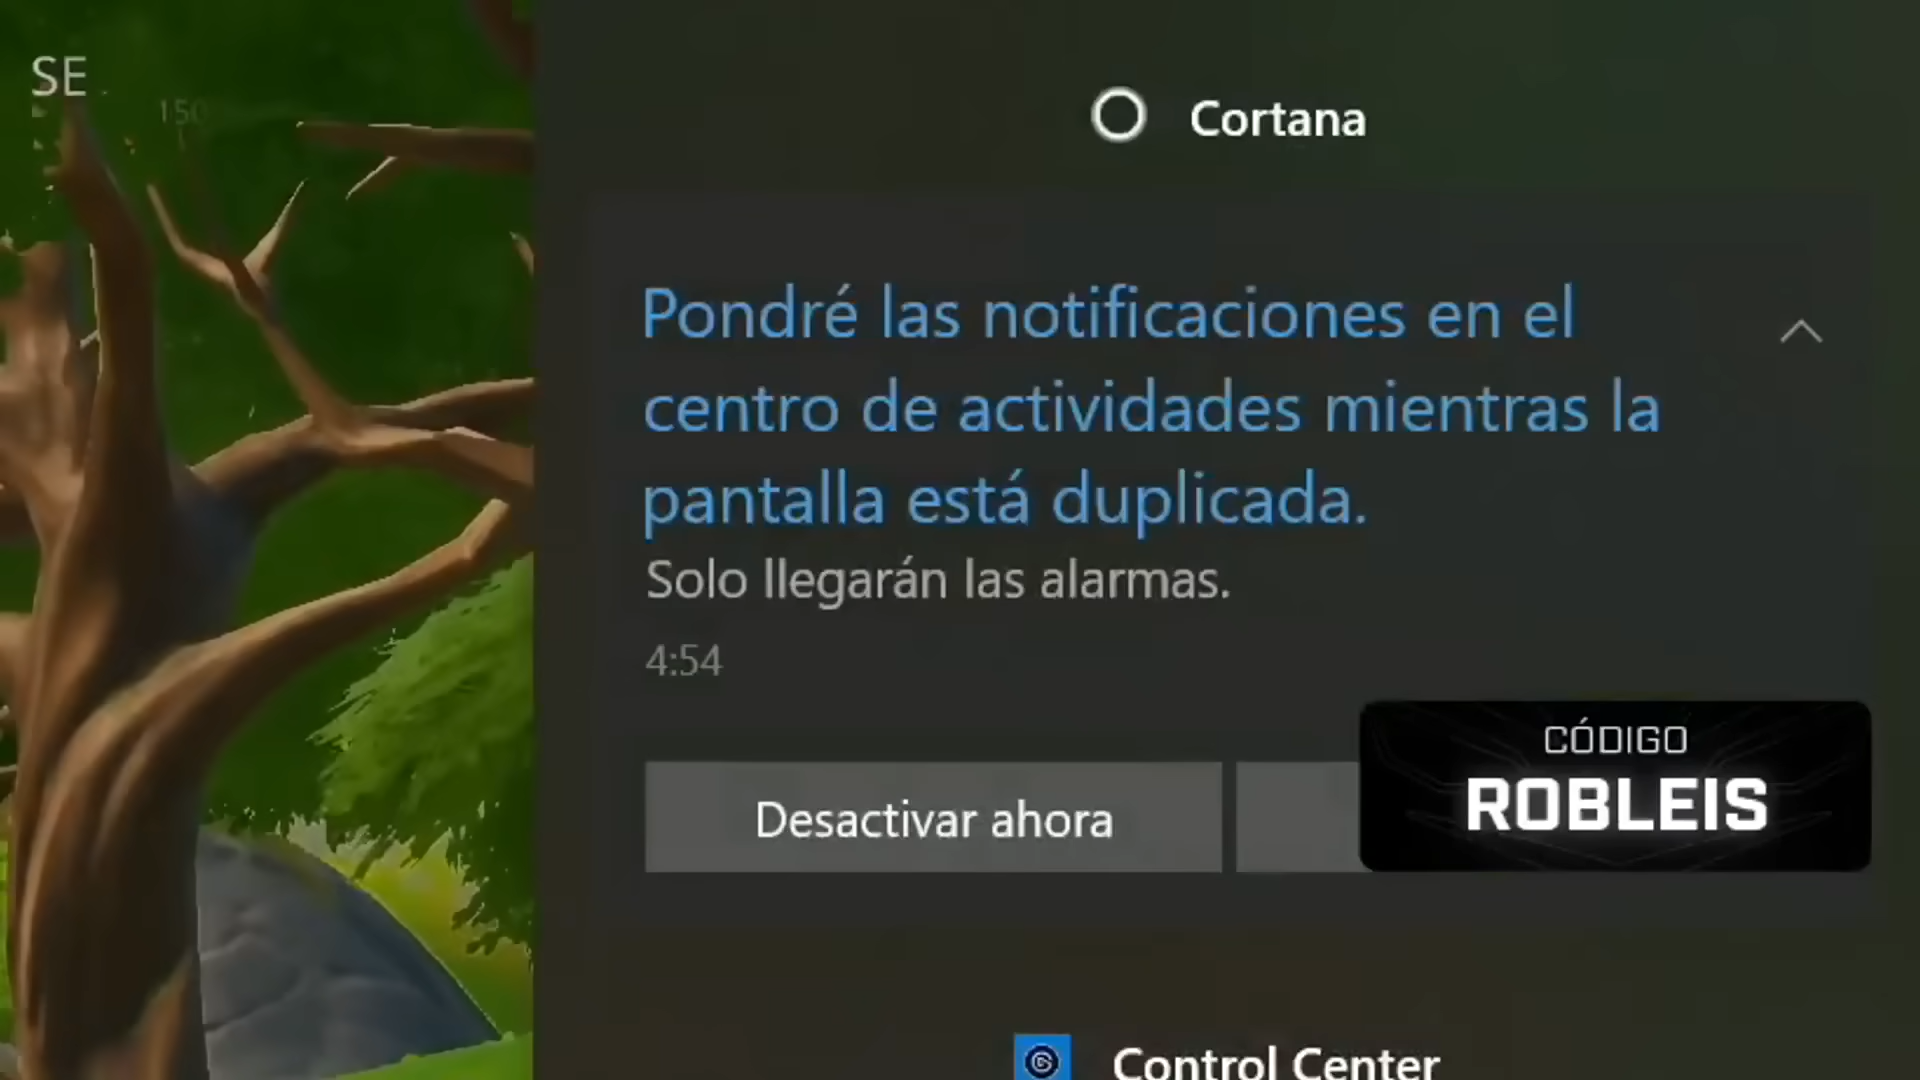 SE
150
Cortana
Pondré las notificaciones en el
centro de actividades mientras la
pantalla está duplicada.
Solo llegarán las alarmas.
4:54
Desactivar ahora
CÓDIGO
ROBLEIS
Control Center